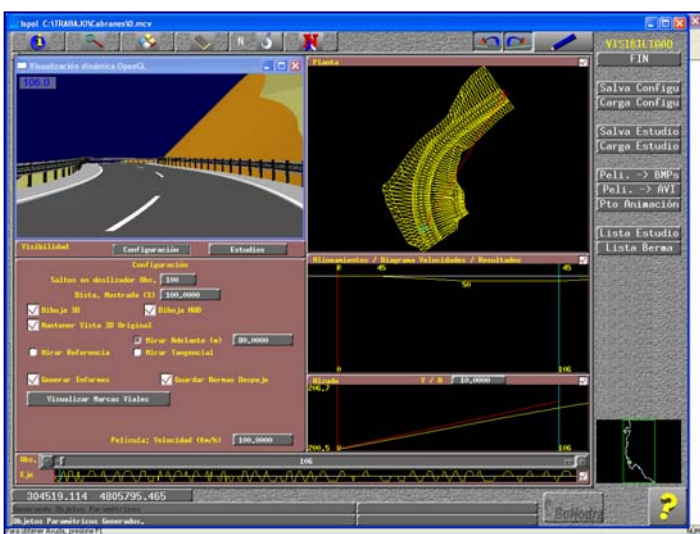 Ispol C:\TRABAJO\Cabranes\0.mcv
VISIBILIDAD
FIN
Salva Configu
Carga Configu
Salva Estudio
Carga Estudio
Peli. -> BMPs
Peli. -> AVI
Pto Animación
Lista Estudio
Lista Berma
Visualización dinámica OpenGL
106.0
Planta
Visibilidad
Configuración
Estudios
Configuración
Saltos en deslizador Obs. 100
Dista. Mostrada (X) 100,0000
Dibuja 3D
Dibuja MDD
Mantener Vista 3D Original
Mirar Adelante (m) 80,0000
Mirar Referencia
Mirar Tangencial
Generar Informes
Guardar Bermas Despeje
Visualizar Marcas Viales
Película: Velocidad (Km/h) 100,0000
Alineamientos / Diagrama Velocidades / Resultados
R 45 45
50
0 106
Alzado
10,0000
206.7
200.5 0 106
Obs.
106
Eje
304519.114 4805795.465
Generando Objetos Paramétricos
Objetos Paramétricos Generados.
Para obtener Ayuda, presione F1
NUM